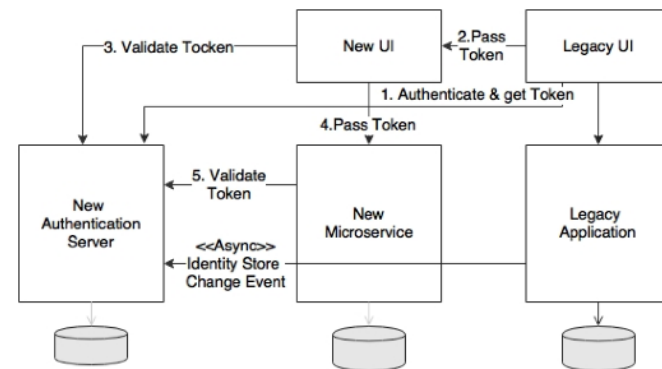 3. Validate Tocken
New UI
2.Pass
Token
Legacy UI
1. Authenticate & get Token
4.Pass Token
New
Authentication
Server
5. Validate
Token
<<Async>>
Identity Store
Change Event
New
Microservice
Legacy
Application